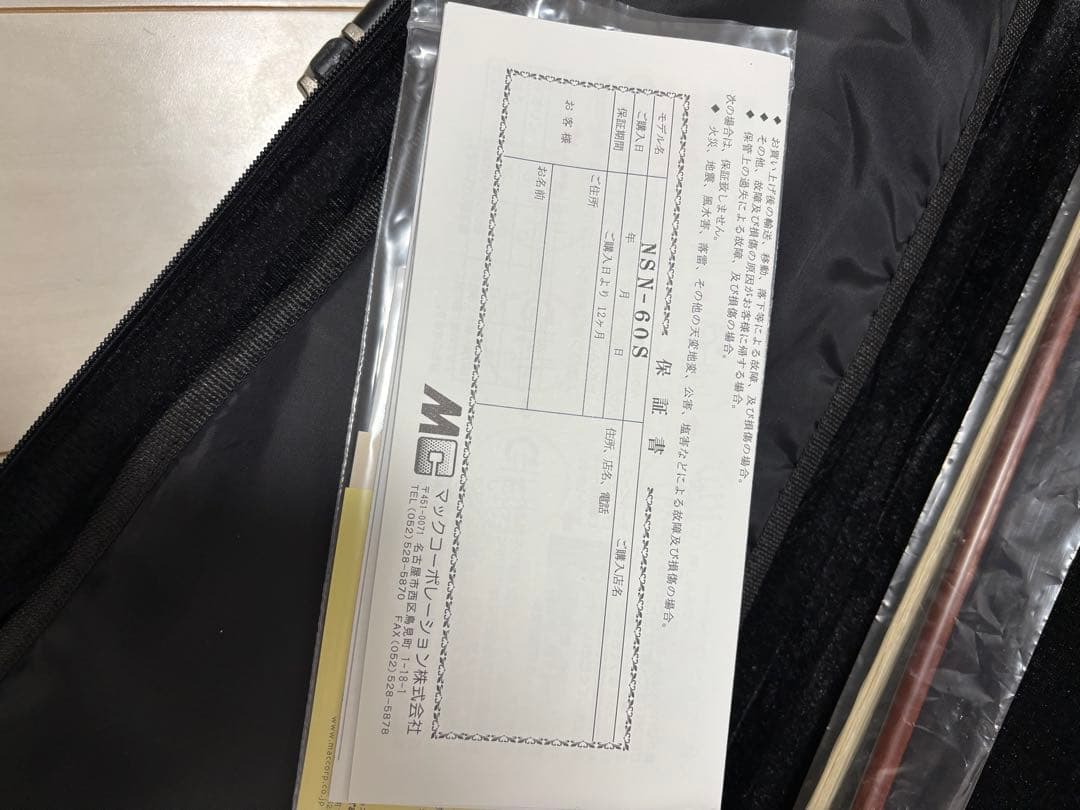 ◆ お買い上げ後の輸送、移動、落下等による故障、及び損傷の場合。
◆ その他、故障及び損傷の原因がお客様に帰する場合。
◆ 保管上の過失による故障、及び損傷の場合。
次の場合は、保証致しません。
◆ 火災、地震、風水害、落雷、その他の天変地変、公害、塩害などによる故障及び損傷の場合。
保証書
モデル名 NSN-60S
ご購入日 年 月 日
保証期間 ご購入日より12ヶ月
お客様
ご住所
お名前
ご購入店名
住所、店名、電話
MC
マックコーポレーション株式会社
〒451-0071 名古屋市西区鳥見町 1-18-1
TEL(052)528-5870 FAX(052)528-5878
www.maccorp.co.jp